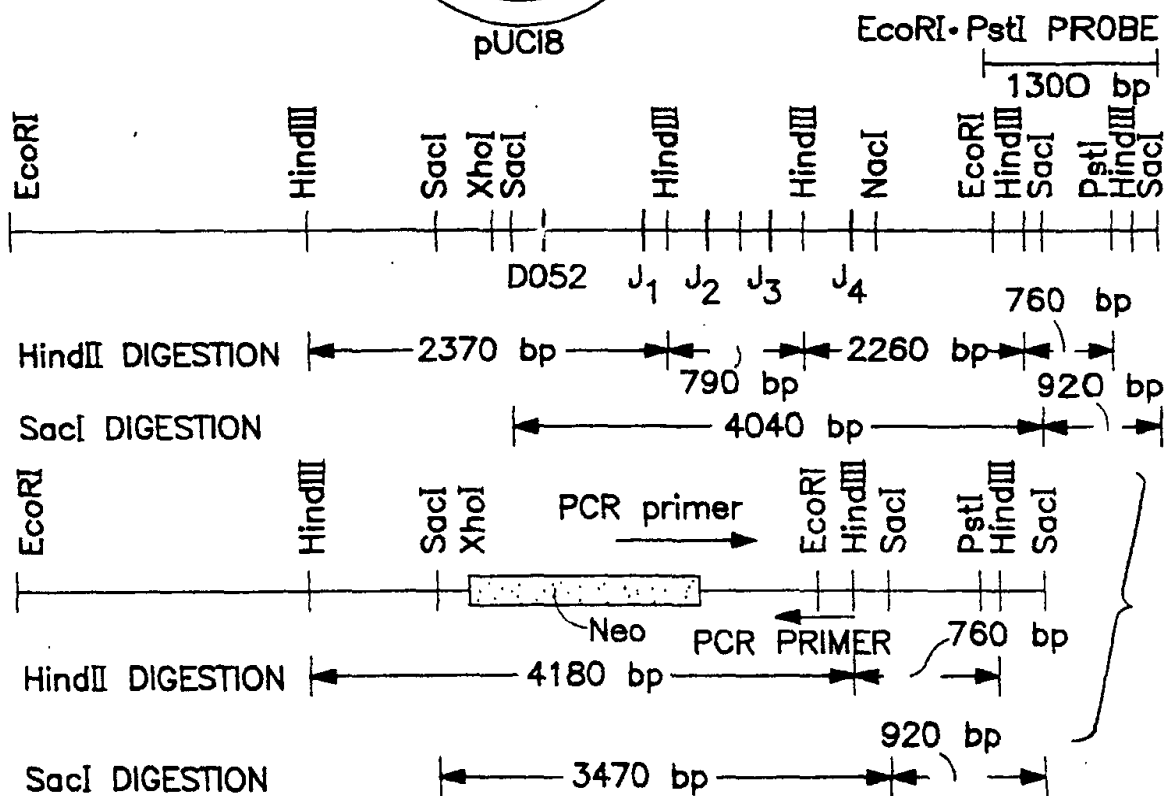 pUC18
EcoRI•PstI PROBE
1300 bp
EcoRI
HindIII
SacI
XhoI
SacI
HindIII
HindIII
NacI
EcoRI
HindIII
SacI
PstI
HindIII
SacI
D052
J1
J2
J3
J4
760 bp
HindII DIGESTION
2370 bp
2260 bp
790 bp
920 bp
SacI DIGESTION
4040 bp
EcoRI
HindIII
SacI
XhoI
PCR primer
EcoRI
HindIII
SacI
PstI
HindIII
SacI
Neo
PCR PRIMER
760 bp
HindII DIGESTION
4180 bp
920 bp
SacI DIGESTION
3470 bp